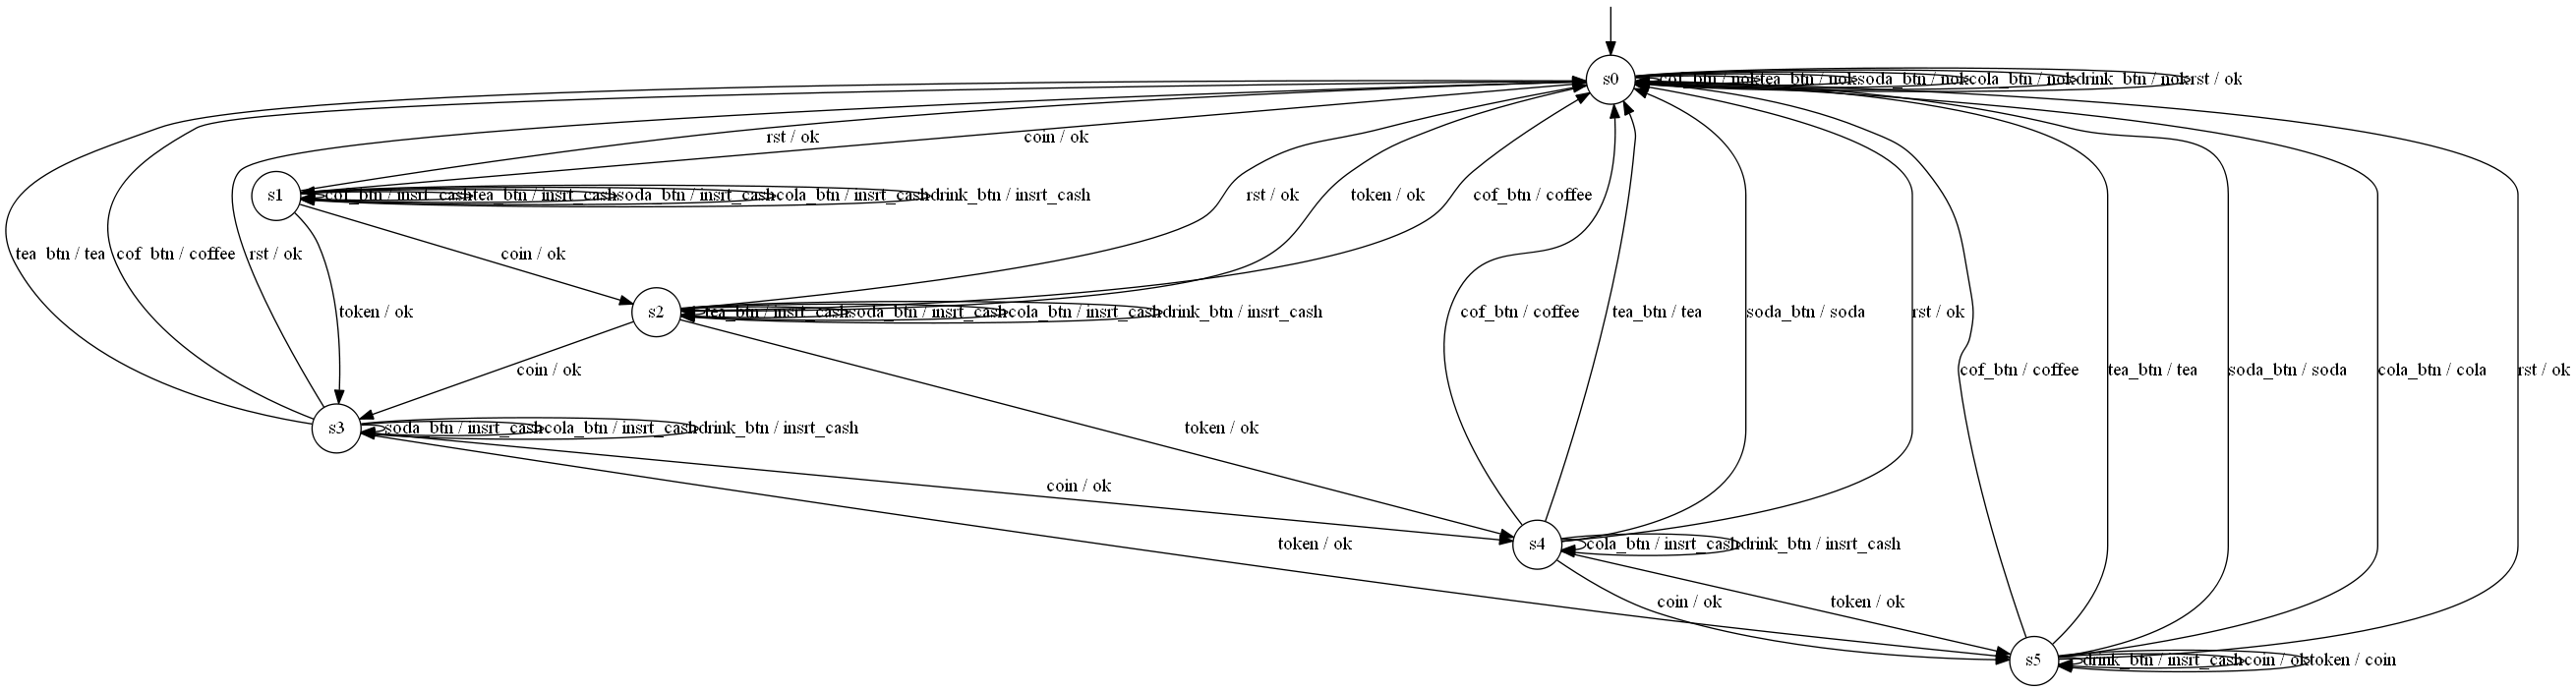 s0
cof_btn / nok
tea_btn / nok
soda_btn / nok
cola_btn / nok
drink_btn / nok
rst / ok
rst / ok
coin / ok
s1
cof_btn / insrt_cash
tea_btn / insrt_cash
soda_btn / insrt_cash
cola_btn / insrt_cash
drink_btn / insrt_cash
rst / ok
token / ok
cof_btn / coffee
tea btn / tea
cof btn / coffee
rst / ok
coin / ok
token / ok
s2
tea_btn / insrt_cash
soda_btn / insrt_cash
cola_btn / insrt_cash
drink_btn / insrt_cash
cof_btn / coffee
tea_btn / tea
soda_btn / soda
rst / ok
coin / ok
cof_btn / coffee
tea_btn / tea
soda_btn / soda
cola_btn / cola
rst / ok
s3
soda_btn / insrt_cash
cola_btn / insrt_cash
drink_btn / insrt_cash
token / ok
coin / ok
token / ok
s4
cola_btn / insrt_cash
drink_btn / insrt_cash
coin / ok
token / ok
s5
drink_btn / insrt_cash
coin / ok
token / coin